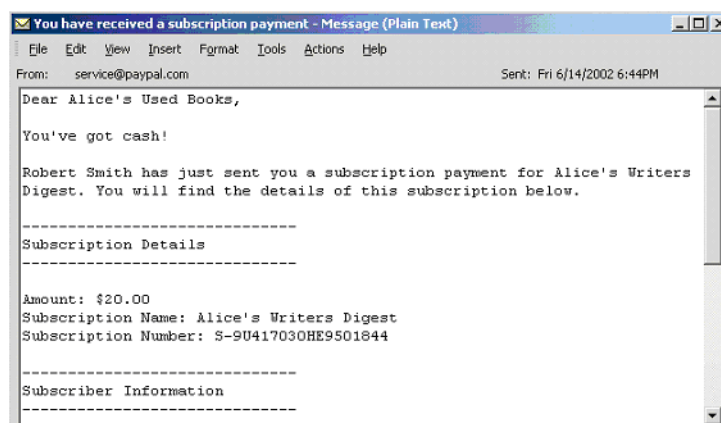 You have received a subscription payment - Message (Plain Text)
File Edit View Insert Format Tools Actions Help
From: service@paypal.com Sent: Fri 6/14/2002 6:44PM
Dear Alice's Used Books,
You've got cash!
Robert Smith has just sent you a subscription payment for Alice's Writers
Digest. You will find the details of this subscription below.
------------------------------
Subscription Details
------------------------------
Amount: $20.00
Subscription Name: Alice's Writers Digest
Subscription Number: S-9U417030HE9501844
------------------------------
Subscriber Information
------------------------------